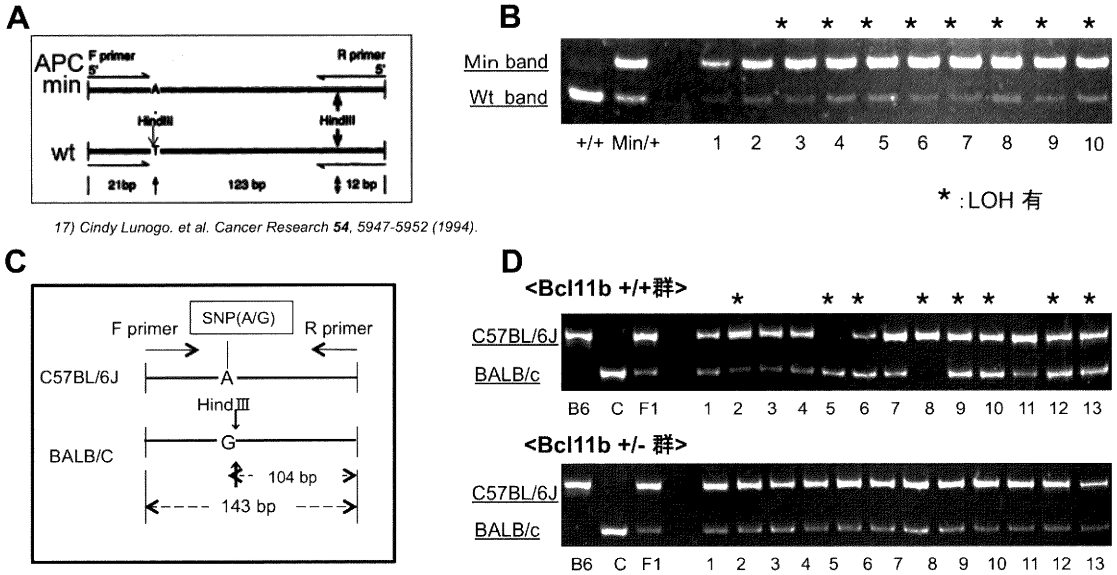 A
F primer
5'
R primer
5'
APC
min
A
HindIII
HindIII
wt
T
21bp
123 bp
12 bp
17) Cindy Lunogo. et al. Cancer Research 54, 5947-5952 (1994).
B
* * * * * * * *
Min band
Wt band
+/+ Min/+ 1 2 3 4 5 6 7 8 9 10
* :LOH 有
C
SNP(A/G)
F primer
R primer
C57BL/6J
A
HindⅢ
G
BALB/C
104 bp
143 bp
D
<Bcl11b +/+群>
* * * * * * * *
C57BL/6J
BALB/c
B6 C F1 1 2 3 4 5 6 7 8 9 10 11 12 13
<Bcl11b +/- 群>
C57BL/6J
BALB/c
B6 C F1 1 2 3 4 5 6 7 8 9 10 11 12 13